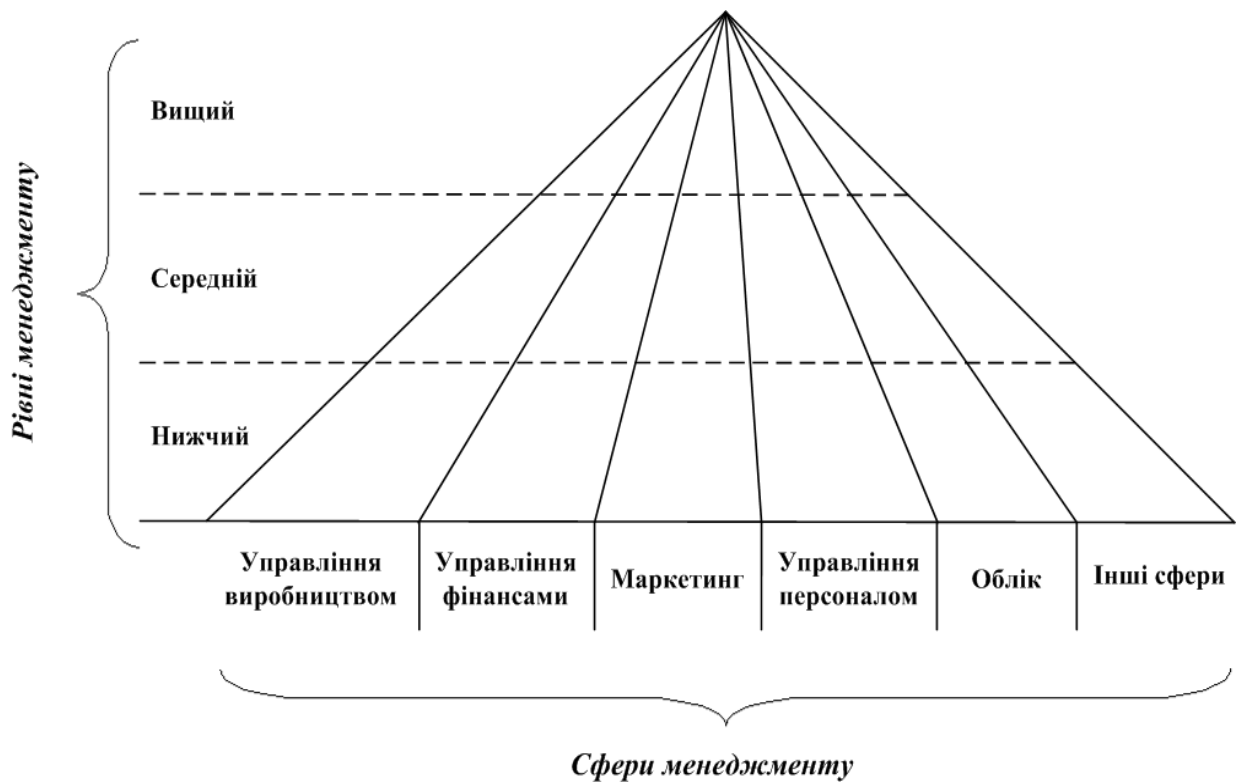 Рівні менеджменту
Вищий
Середній
Нижчий
Управління
виробництвом
Управління
фінансами
Маркетинг
Управління
персоналом
Облік
Інші сфери
Сфери менеджменту